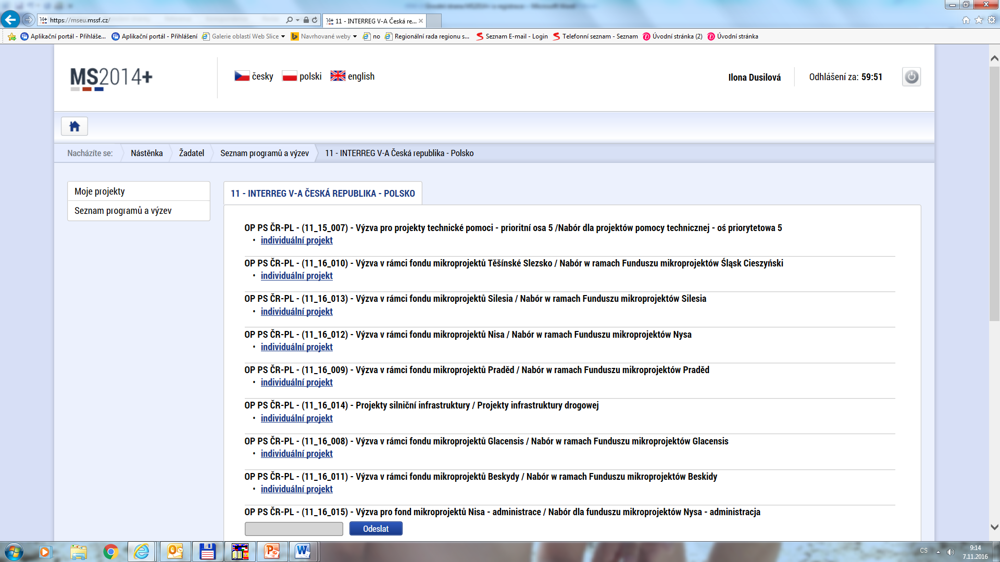 https://mseu.mssf.cz/
14+ 11 - INTERREG V-A Česká re...
Aplikační portál - Přihláše...
Aplikační portál - Přihlášení
Galerie oblastí Web Slice
Navrhované weby
no
Regionální rada regionu s...
Seznam E-mail - Login
Telefonní seznam - Seznam
Úvodní stránka (2)
Úvodní stránka
MS2014+
česky
polski
english
Ilona Dusilová
Odhlášení za: 59:51
Nacházíte se:
Nástěnka
Žadatel
Seznam programů a výzev
11 - INTERREG V-A Česká republika - Polsko
Moje projekty
Seznam programů a výzev
11 - INTERREG V-A ČESKÁ REPUBLIKA - POLSKO
OP PS ČR-PL - (11_15_007) - Výzva pro projekty technické pomoci - prioritní osa 5 /Nabór dla projektów pomocy technicznej - oś priorytetowa 5
• individuální projekt
OP PS ČR-PL - (11_16_010) - Výzva v rámci fondu mikroprojektů Těšínské Slezsko / Nabór w ramach Funduszu mikroprojektów Śląsk Cieszyński
• individuální projekt
OP PS ČR-PL - (11_16_013) - Výzva v rámci fondu mikroprojektů Silesia / Nabór w ramach Funduszu mikroprojektów Silesia
• individuální projekt
OP PS ČR-PL - (11_16_012) - Výzva v rámci fondu mikroprojektů Nisa / Nabór w ramach Funduszu mikroprojektów Nysa
• individuální projekt
OP PS ČR-PL - (11_16_009) - Výzva v rámci fondu mikroprojektů Praděd / Nabór w ramach Funduszu mikroprojektów Praděd
• individuální projekt
OP PS ČR-PL - (11_16_014) - Projekty silniční infrastruktury / Projekty infrastruktury drogowej
• individuální projekt
OP PS ČR-PL - (11_16_008) - Výzva v rámci fondu mikroprojektů Glacensis / Nabór w ramach Funduszu mikroprojektów Glacensis
• individuální projekt
OP PS ČR-PL - (11_16_011) - Výzva v rámci fondu mikroprojektů Beskydy / Nabór w ramach Funduszu mikroprojektów Beskidy
• individuální projekt
OP PS ČR-PL - (11_16_015) - Výzva pro fond mikroprojektů Nisa - administrace / Nabór dla funduszu mikroprojektów Nysa - administracja
Odeslat
CS
9:14
7.11.2016